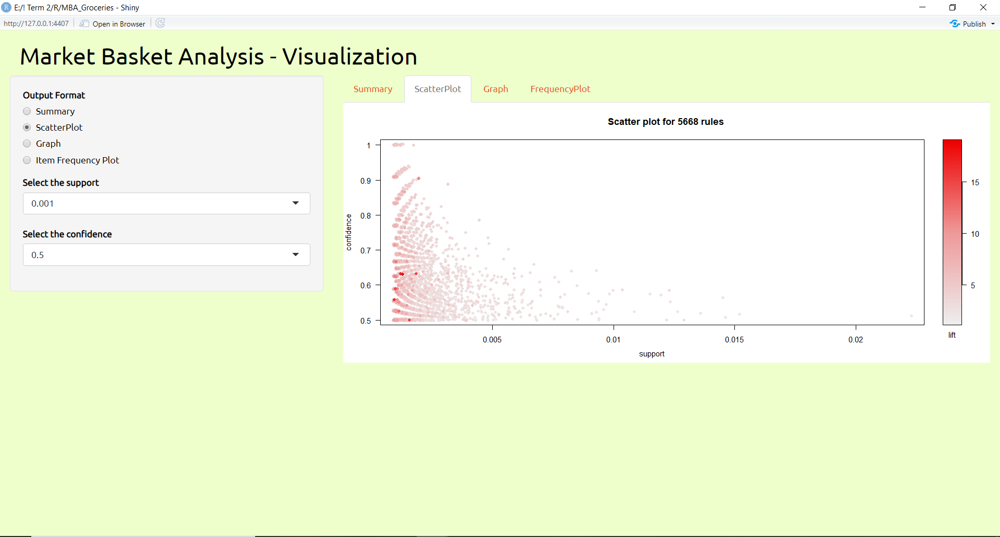 R E:/! Term 2/R/MBA_Groceries - Shiny
http://127.0.0.1:4407 Open in Browser Publish
Market Basket Analysis - Visualization
Output Format
Summary
ScatterPlot
Graph
Item Frequency Plot
Select the support
0.001
Select the confidence
0.5
Summary ScatterPlot Graph FrequencyPlot
Scatter plot for 5668 rules
confidence
1
0.9
0.8
0.7
0.6
0.5
0.005 0.01 0.015 0.02
support
15
10
5
lift